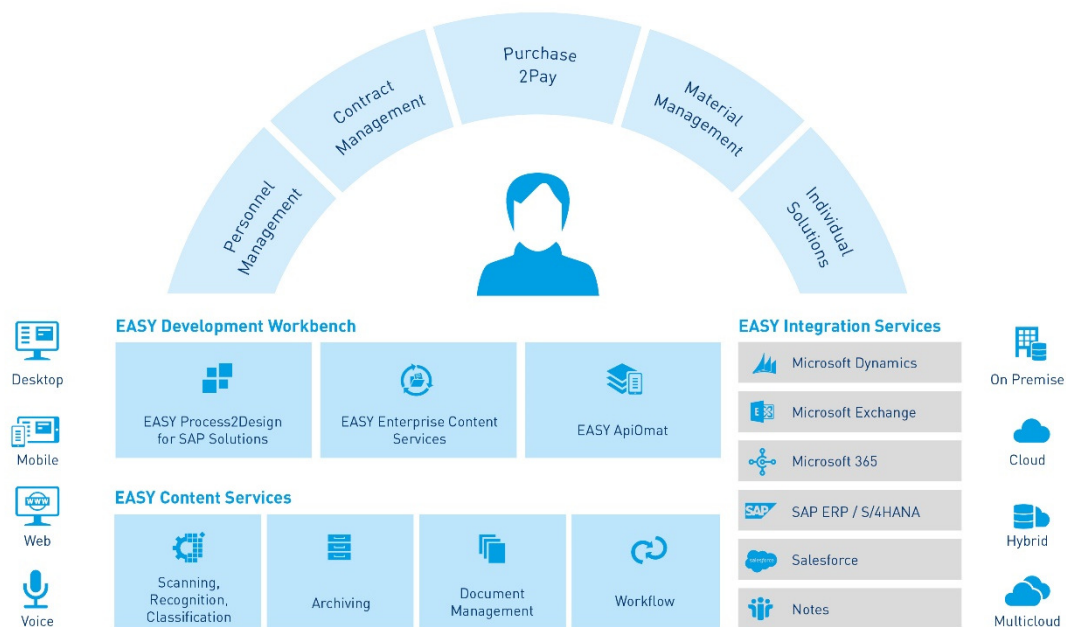 Personnel
Management
Contract
Management
Purchase
2Pay
Material
Management
Individual
Solutions
EASY Development Workbench
EASY Process2Design
for SAP Solutions
EASY Enterprise Content
Services
EASY ApiOmat
EASY Content Services
Scanning,
Recognition,
Classification
Archiving
Document
Management
Workflow
EASY Integration Services
Microsoft Dynamics
E
Microsoft Exchange
Microsoft 365
SAP
SAP ERP / S/4HANA
salesforce
Salesforce
Notes
Desktop
Mobile
WWW
Web
Voice
On Premise
Cloud
Hybrid
Multicloud